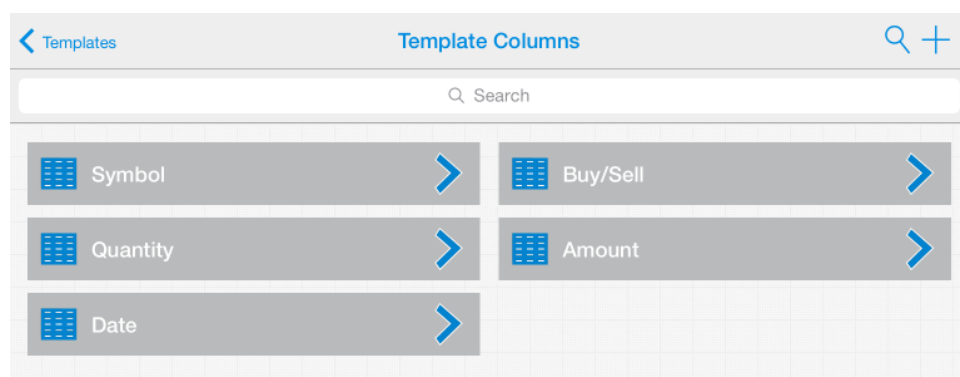 Templates
Template Columns
Search
Symbol
Buy/Sell
Quantity
Amount
Date